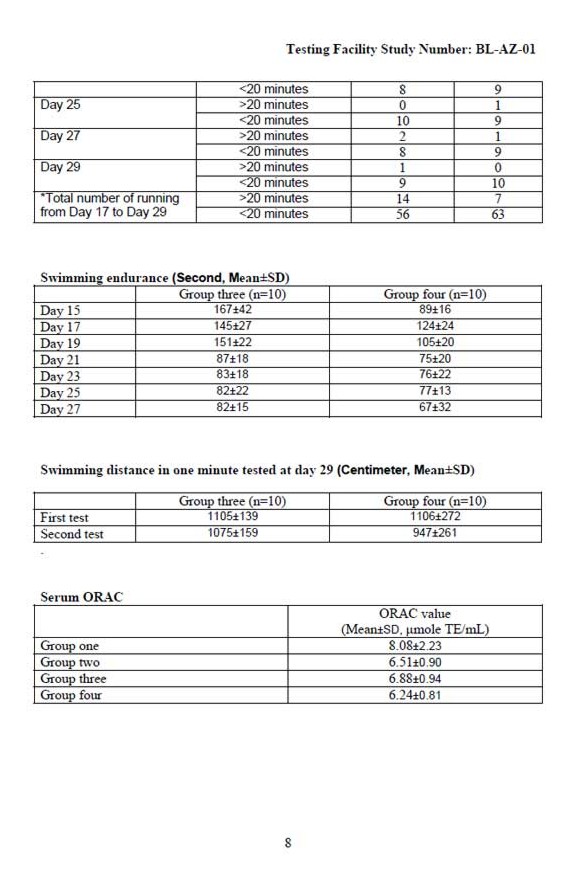 Testing Facility Study Number: BL-AZ-01
<20 minutes 8 9
Day 25 >20 minutes 0 1
<20 minutes 10 9
Day 27 >20 minutes 2 1
<20 minutes 8 9
Day 29 >20 minutes 1 0
<20 minutes 9 10
*Total number of running >20 minutes 14 7
from Day 17 to Day 29 <20 minutes 56 63
Swimming endurance (Second, Mean±SD)
Group three (n=10) Group four (n=10)
Day 15 167±42 89±16
Day 17 145±27 124±24
Day 19 151±22 105±20
Day 21 87±18 75±20
Day 23 83±18 76±22
Day 25 82±22 77±13
Day 27 82±15 67±32
Swimming distance in one minute tested at day 29 (Centimeter, Mean±SD)
Group three (n=10) Group four (n=10)
First test 1105±139 1106±272
Second test 1075±159 947±261
.
Serum ORAC
ORAC value
(Mean±SD, µmole TE/mL)
Group one 8.08±2.23
Group two 6.51±0.90
Group three 6.88±0.94
Group four 6.24±0.81
8